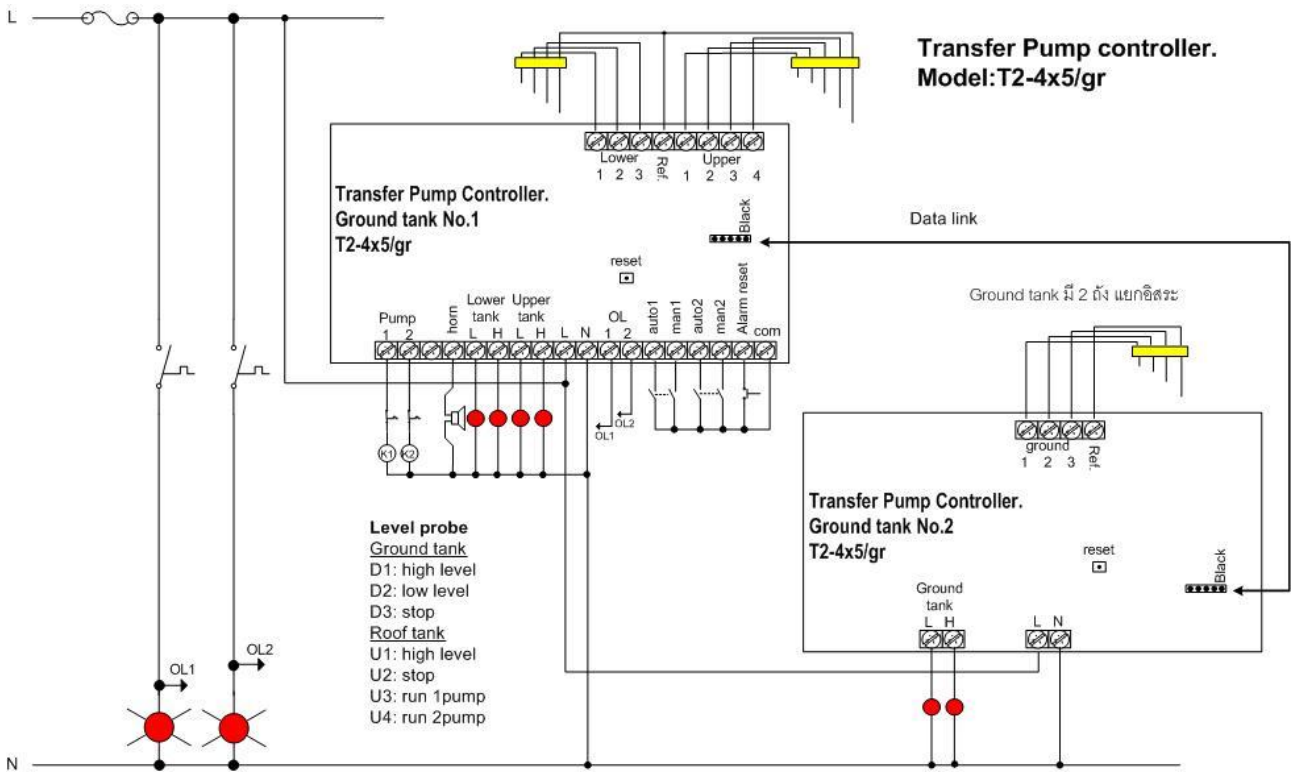 L
Transfer Pump controller.
Model:T2-4x5/gr
Lower
Ref.
Upper
1 2 3 1 2 3 4
Transfer Pump Controller.
Ground tank No.1
T2-4x5/gr
Black
Data link
reset
Ground tank มี 2 ถัง แยกอิสระ
Pump
1 2
horn
Lower
tank
L H
Upper
tank
L H
L N
OL
1 2
auto1
man1
auto2
man2
Alarm reset
com
OL1
OL2
K1
K2
ground
1 2 3
Ref.
Transfer Pump Controller.
Ground tank No.2
T2-4x5/gr
reset
Black
Ground
tank
L H
L N
Level probe
Ground tank
D1: high level
D2: low level
D3: stop
Roof tank
U1: high level
U2: stop
U3: run 1pump
U4: run 2pump
OL1
OL2
N